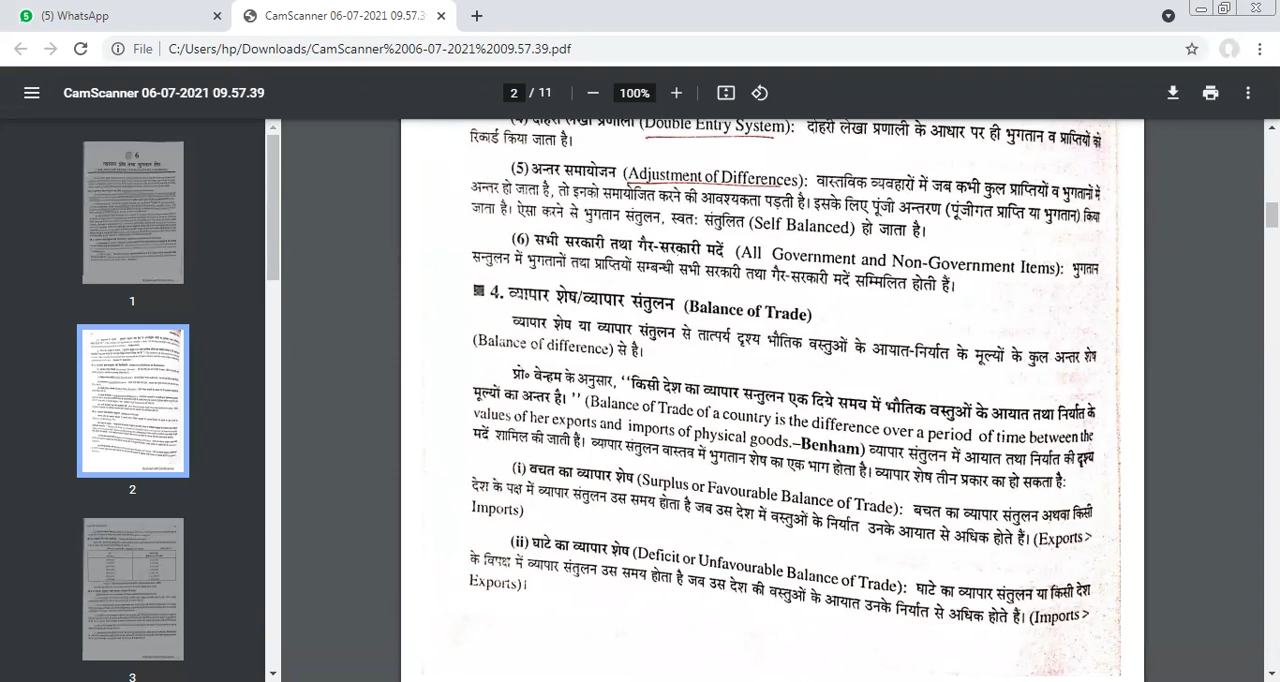 5 (5) WhatsApp
CamScanner 06-07-2021 09.57.3
File C:/Users/hp/Downloads/CamScanner%2006-07-2021%2009.57.39.pdf
CamScanner 06-07-2021 09.57.39
2 / 11
100%
1
2
3
(Double Entry System): दोहरी लेखा प्रणाली के आधार पर ही भुगतान व प्राप्तियों को
रिकार्ड किया जाता है।
(5) अन्तर समायोजन (Adjustment of Differences): वास्तविक व्यवहारों में जब कभी कुल प्राप्तियों व भुगतानों में
अन्तर हो जाता है, तो इनको समायोजित करने की आवश्यकता पड़ती है। इसके लिए पूंजी अन्तरण (पूंजीगत प्राप्ति या भुगतान) किया
जाता है। ऐसा करने से भुगतान संतुलन, स्वतः संतुलित (Self Balanced) हो जाता है।
(6) सभी सरकारी तथा गैर-सरकारी मदें (All Government and Non-Government Items): भुगतान
सन्तुलन में भुगतानों तथा प्राप्तियों सम्बन्धी सभी सरकारी तथा गैर-सरकारी मदें सम्मिलित होती हैं।
4. व्यापार शेष/व्यापार संतुलन (Balance of Trade)
व्यापार शेष या व्यापार संतुलन से तात्पर्य दृश्य भौतिक वस्तुओं के आयात-निर्यात के मूल्यों के कुल अन्तर शेष
(Balance of difference) से है।
प्रो० बेन्हम के अनुसार, “किसी देश का व्यापार सन्तुलन एक दिये समय में भौतिक वस्तुओं के आयात तथा निर्यात के
मूल्यों का अन्तर है।” (Balance of Trade of a country is the difference over a period of time between the
values of Exports and imports of physical goods–Benham) व्यापार संतुलन में आयात तथा निर्यात की दृश्य
मदें शामिल की जाती है। व्यापार संतुलन वास्तव में भुगतान शेष का एक भाग होता है। व्यापार शेष तीन प्रकार का हो सकता है:
(i) बचत का व्यापार शेष (Surplus or Favourable Balance of Trade): बचत का व्यापार संतुलन अथवा किसी
देश के पक्ष में व्यापार संतुलन उस समय होता है जब उस देश में वस्तुओं के निर्यात उनके आयात से अधिक होते हैं। (Exports >
Imports)
(ii) घाटे का व्यापार शेष (Deficit or Unfavourable Balance of Trade): घाटे का व्यापार संतुलन या किसी देश
के विपक्ष में व्यापार संतुलन उस समय होता है जब उस देश की वस्तुओं के आयात उनके निर्यात से अधिक होते हैं। (Imports >
Exports)